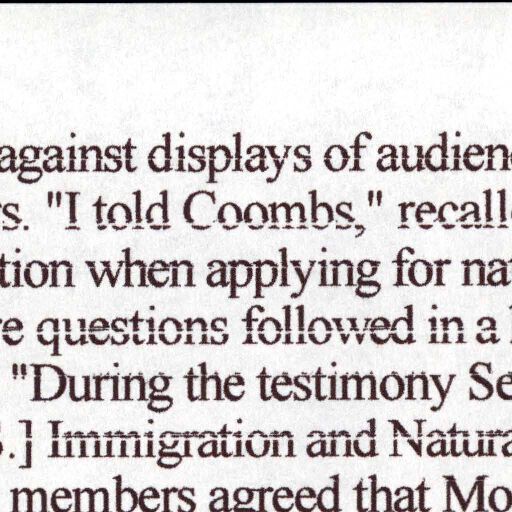 against displays of audien
s. "I told Coombs," recall
tion when applying for nat
e questions followed in a
"During the testimony Se
.] Immigration and Natura
members agreed that Mo